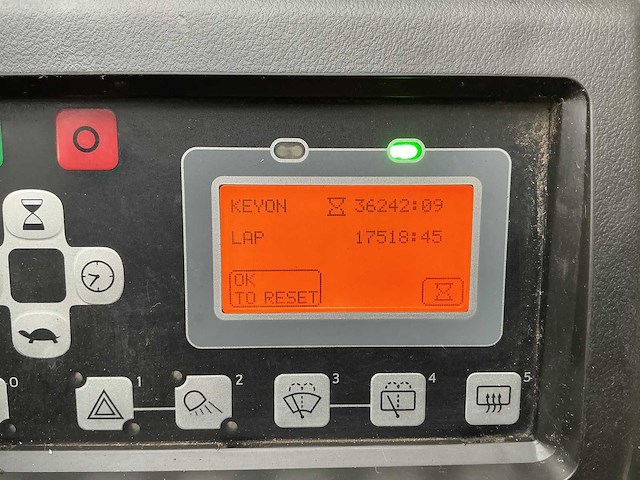 KEYON 36242:09
LAP 17518:45
OK
TO RESET
0 1 2 3 4 5